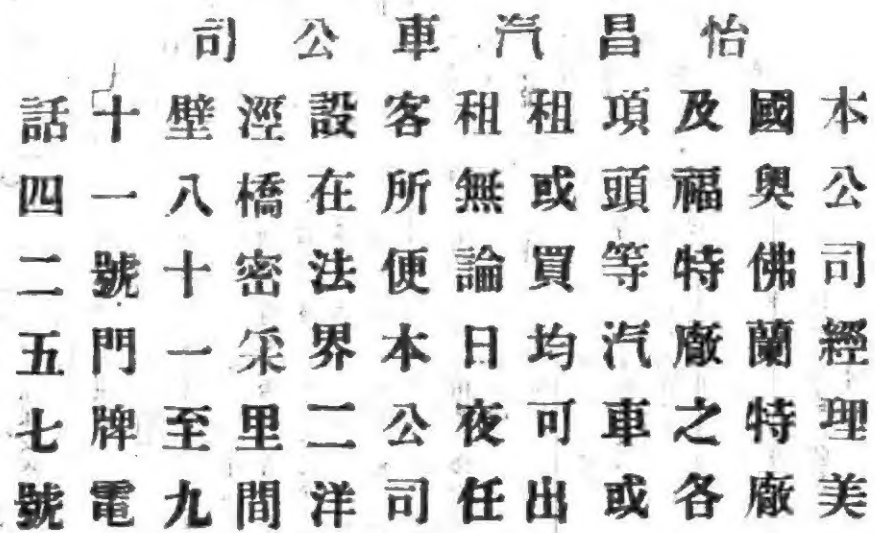 怡昌汽車公司
本公司經理美
國奧佛蘭特廠
及福特廠之各
項頭等汽車或
租或買均可出
租無論日夜任
客所便本公司
設在法界二洋
涇橋密采里間
壁八十一至九
十一號門牌電
話四二五七號